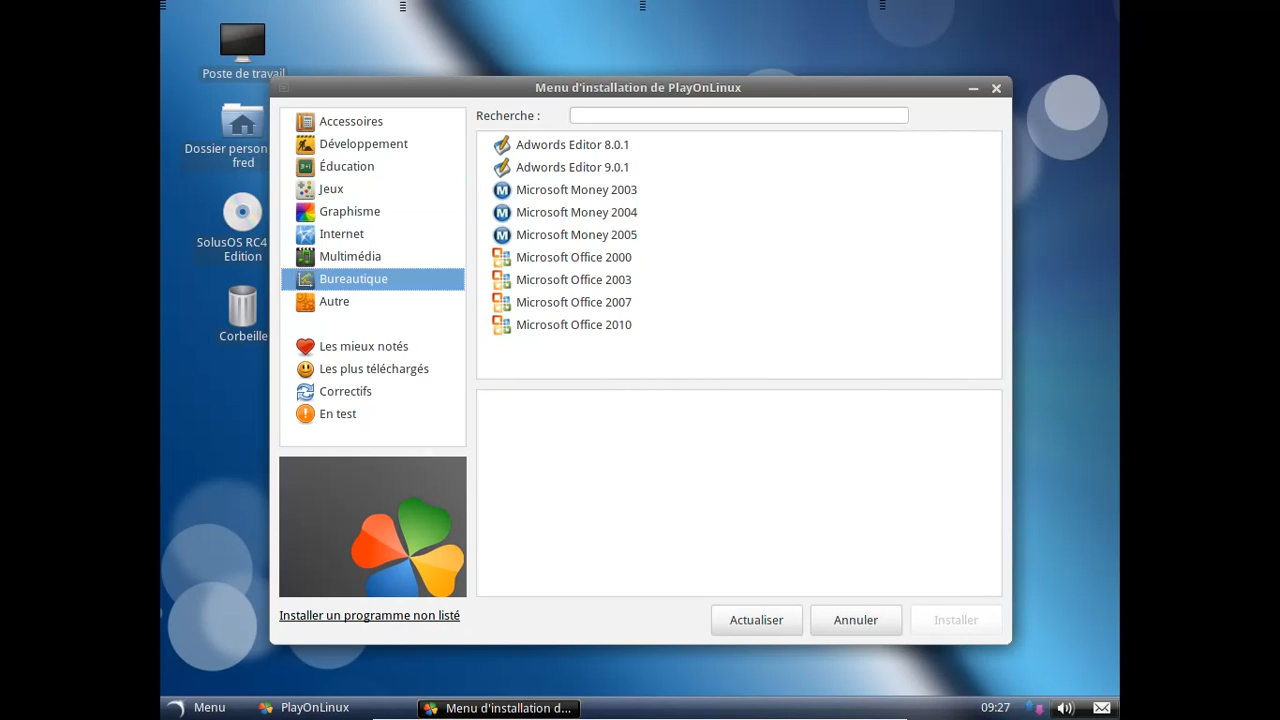 Poste de travail
Dossier person
fred
SolusOS RC4
Edition
Corbeille
Menu d'installation de PlayOnLinux
Accessoires
Développement
Éducation
Jeux
Graphisme
Internet
Multimédia
Bureautique
Autre
Les mieux notés
Les plus téléchargés
Correctifs
En test
Installer un programme non listé
Recherche :
Adwords Editor 8.0.1
Adwords Editor 9.0.1
Microsoft Money 2003
Microsoft Money 2004
Microsoft Money 2005
Microsoft Office 2000
Microsoft Office 2003
Microsoft Office 2007
Microsoft Office 2010
Actualiser
Annuler
Installer
Menu
PlayOnLinux
Menu d'installation d...
09:27